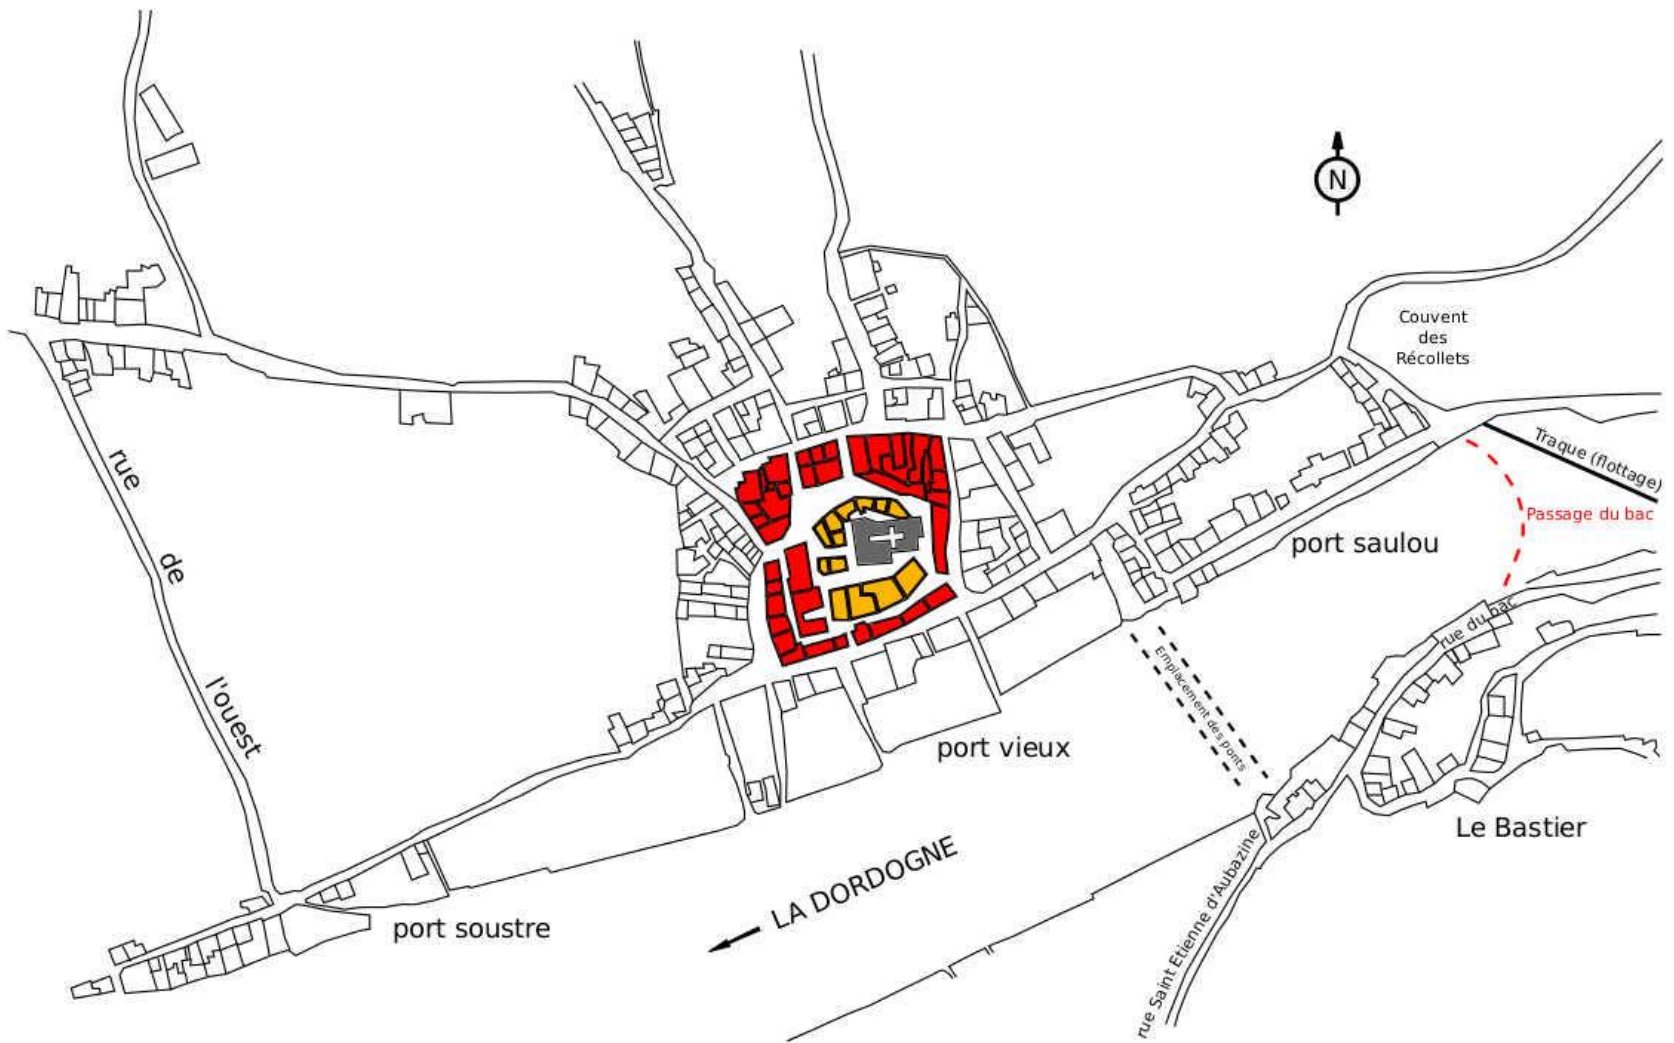 N
Couvent
des
Récollets
Traque (flottage)
Passage du bac
rue
de
l'ouest
port saulou
rue du bac
Emplacement des ponts
port vieux
Le Bastier
LA DORDOGNE
rue Saint Etienne d'Aubazine
port soustre